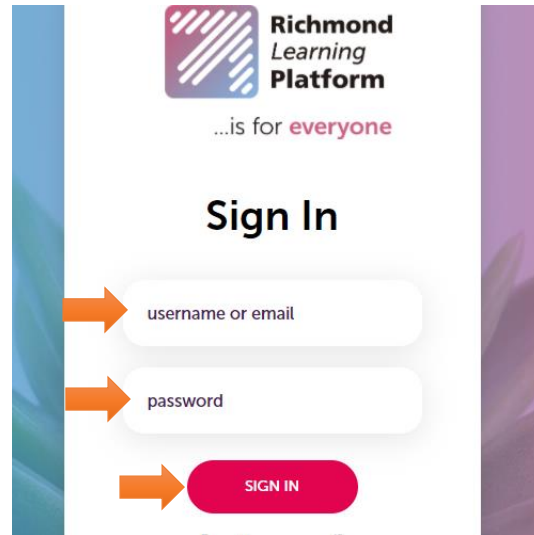 Richmond
Learning
Platform
...is for everyone
Sign In
username or email
password
SIGN IN